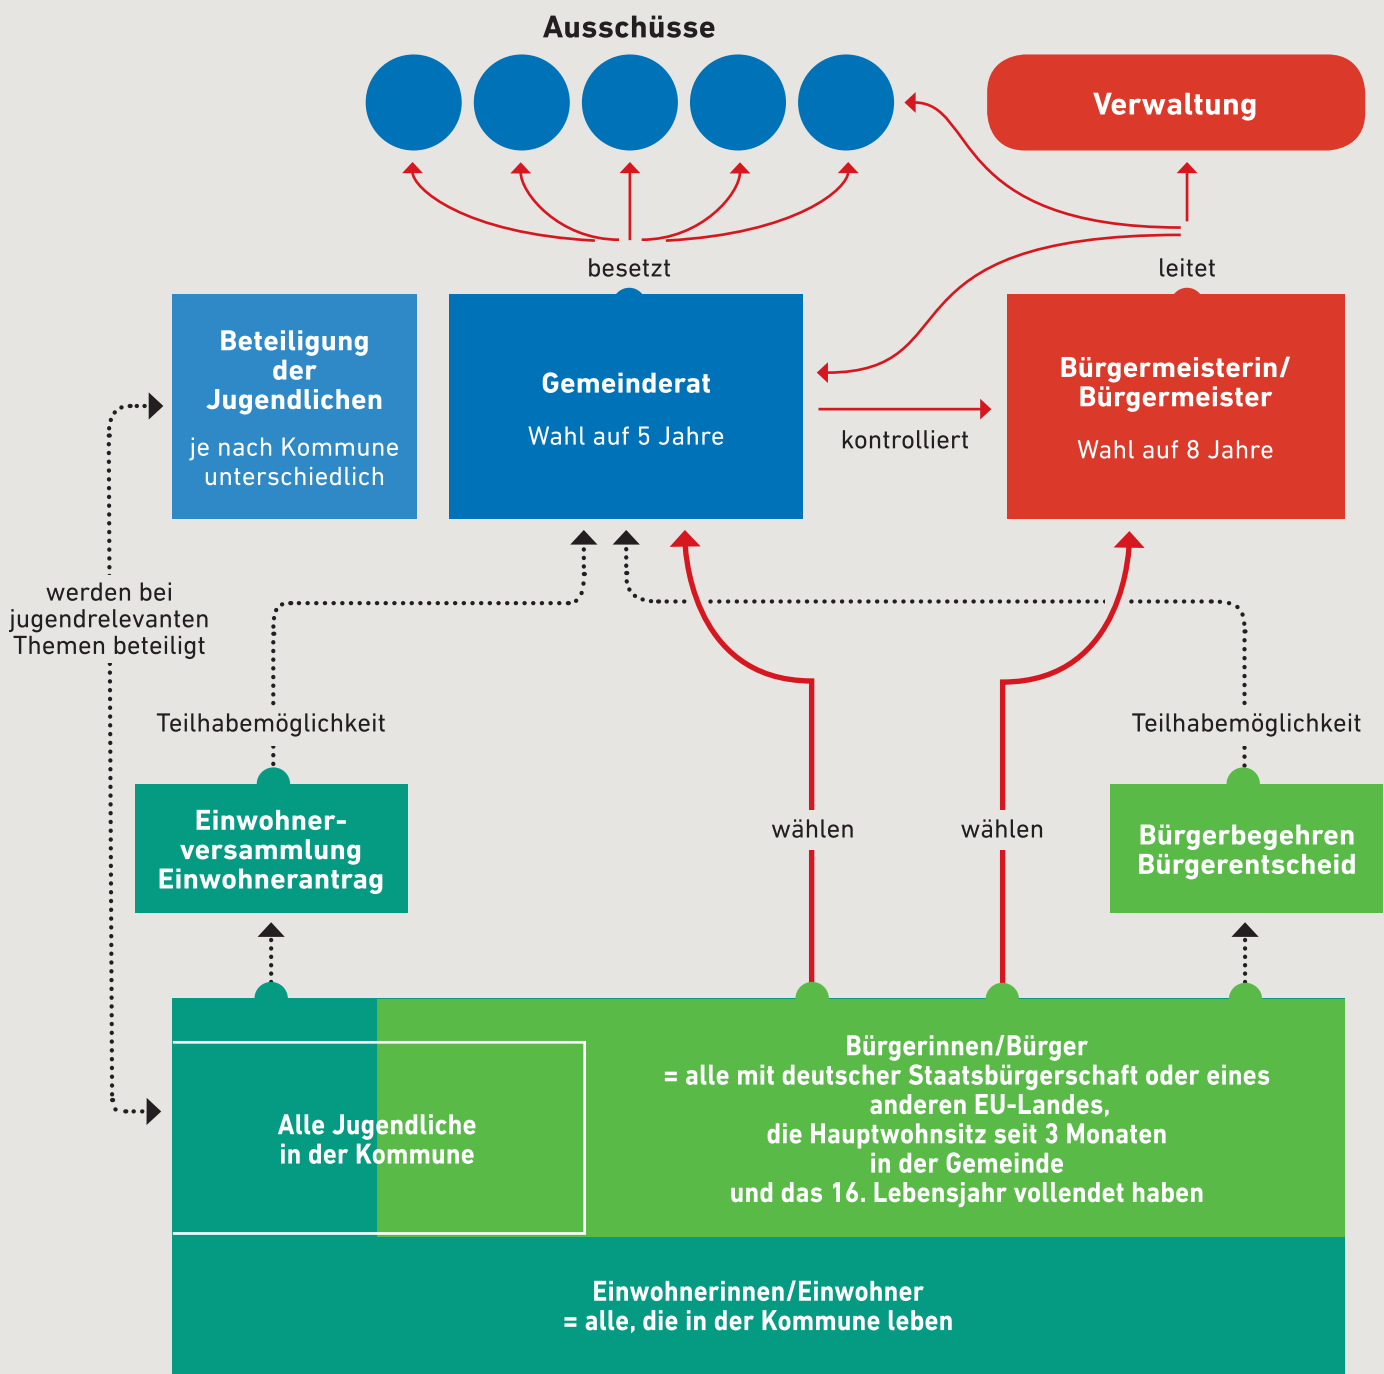 Ausschüsse
Verwaltung
besetzt
leitet
Beteiligung
der
Jugendlichen
je nach Kommune
unterschiedlich
Gemeinderat
Wahl auf 5 Jahre
kontrolliert
Bürgermeisterin/
Bürgermeister
Wahl auf 8 Jahre
werden bei
jugendrelevanten
Themen beteiligt
Teilhabemöglichkeit
Teilhabemöglichkeit
Einwohner-
versammlung
Einwohnerantrag
wählen
wählen
Bürgerbegehren
Bürgerentscheid
Alle Jugendliche
in der Kommune
Bürgerinnen/Bürger
= alle mit deutscher Staatsbürgerschaft oder eines
anderen EU-Landes,
die Hauptwohnsitz seit 3 Monaten
in der Gemeinde
und das 16. Lebensjahr vollendet haben
Einwohnerinnen/Einwohner
= alle, die in der Kommune leben